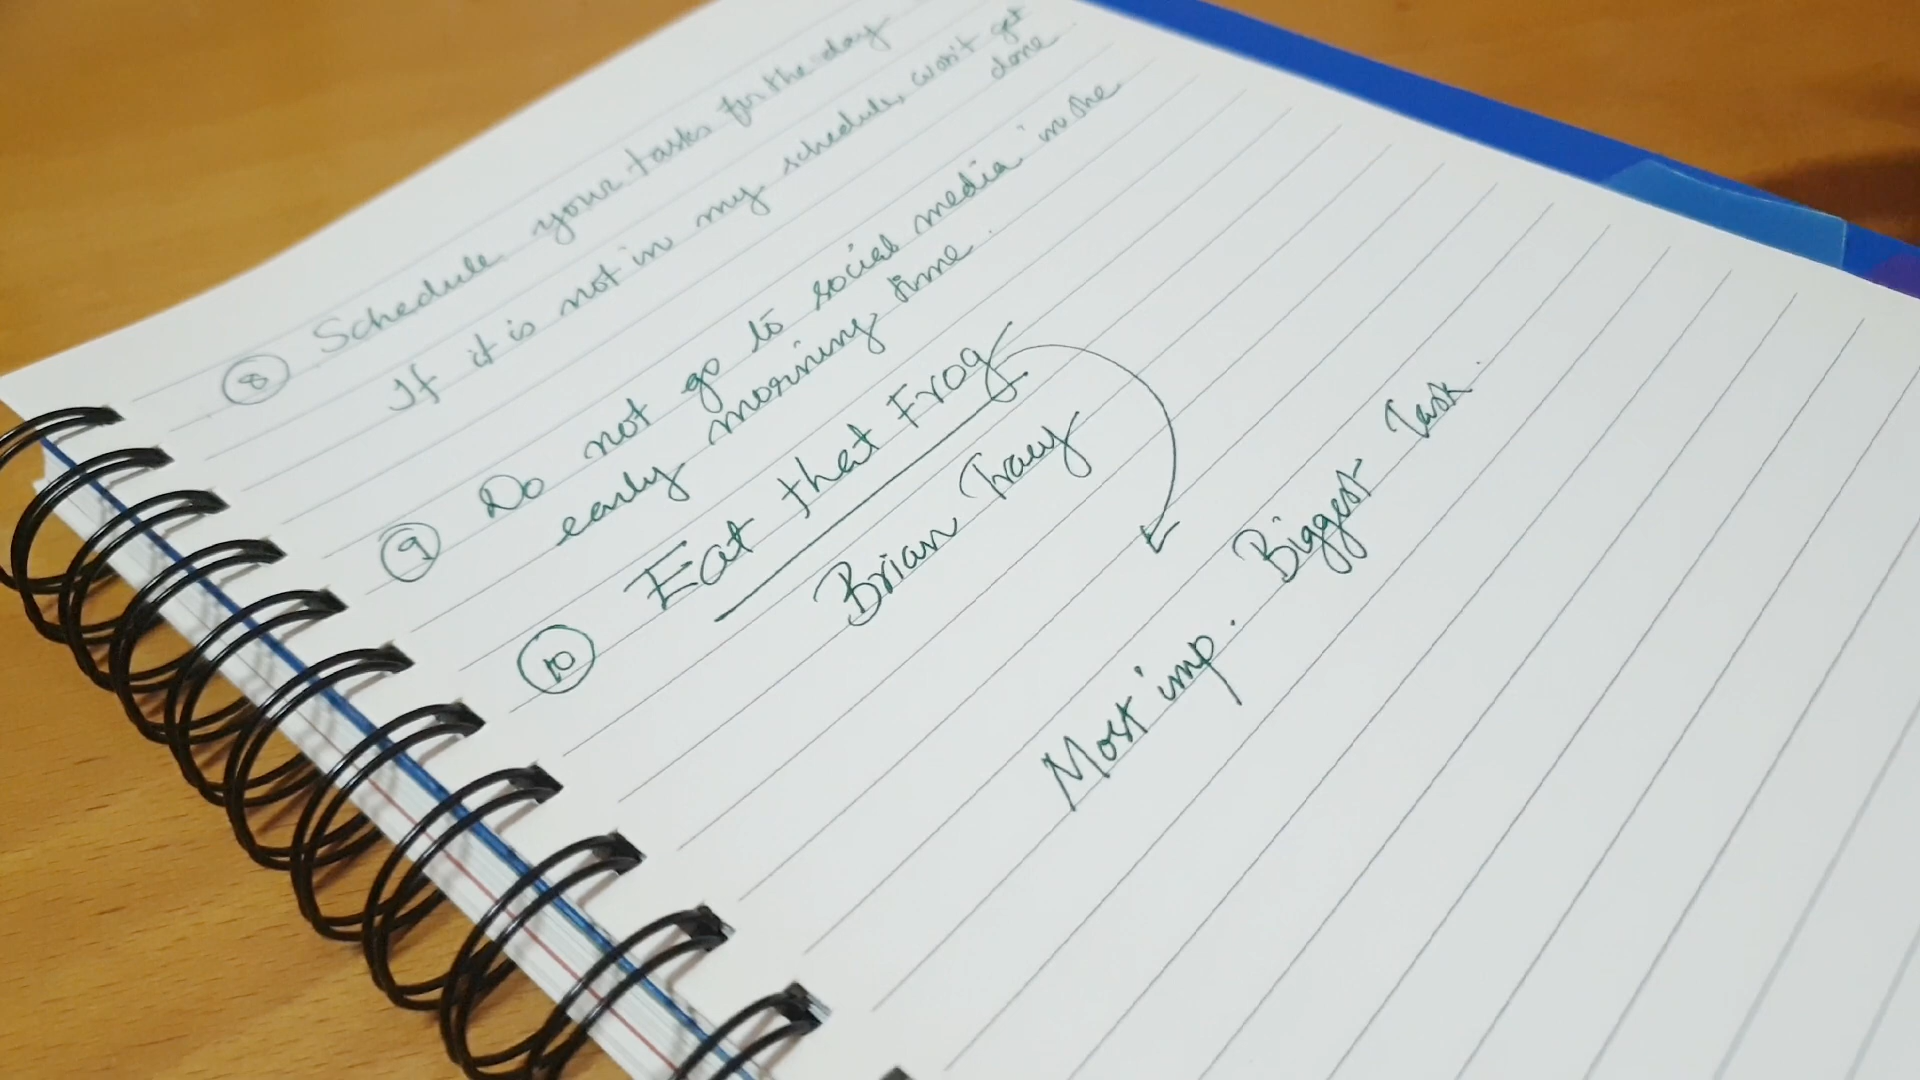 8 Schedule your tasks for the day
If it is not in my schedule, won't get
done
9 Do not go to social media in the
early morning time.
10 Eat that Frog
Brian Tracy
Most imp. Biggest Task.